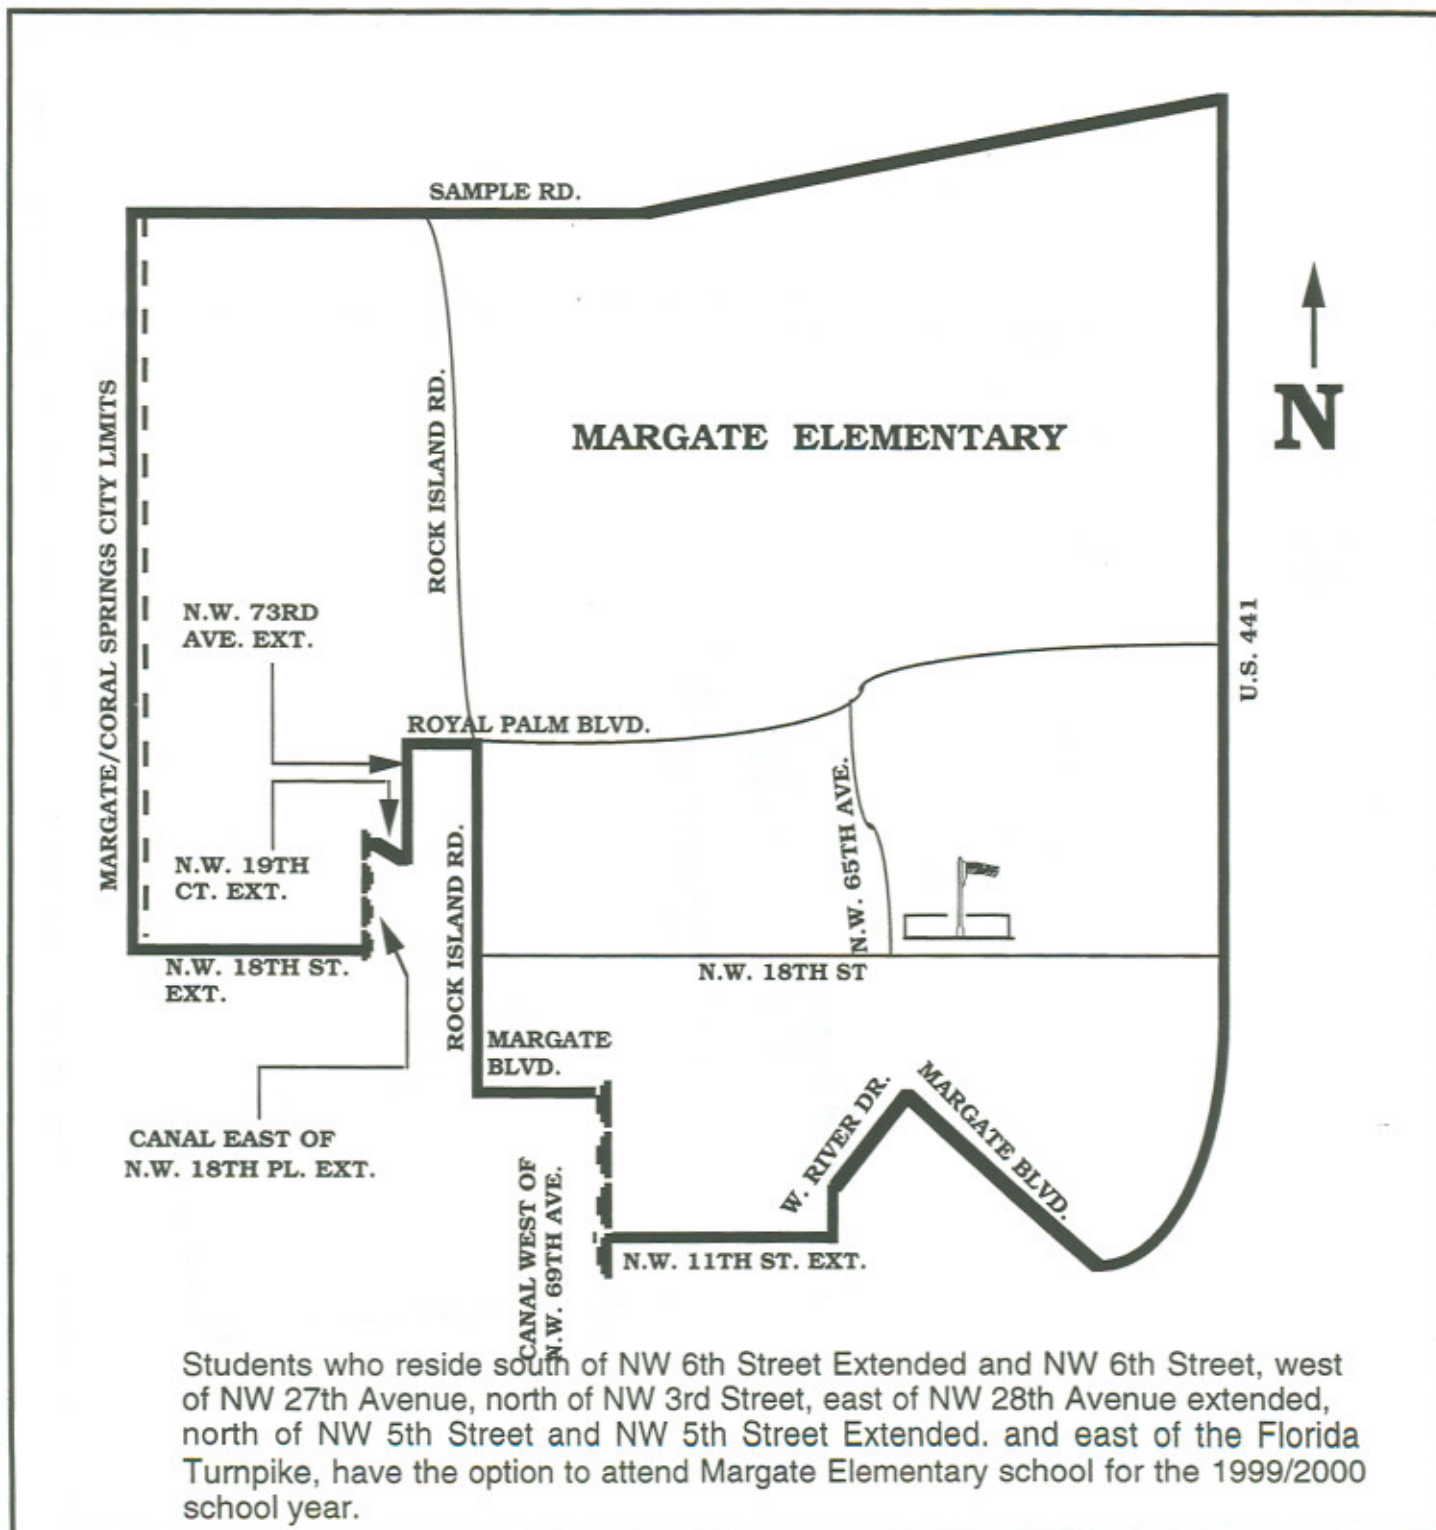 SAMPLE RD.
MARGATE/CORAL SPRINGS CITY LIMITS
ROCK ISLAND RD.
MARGATE ELEMENTARY
N
N.W. 73RD
AVE. EXT.
U.S. 441
ROYAL PALM BLVD.
N.W. 65TH AVE.
N.W. 19TH
CT. EXT.
ROCK ISLAND RD.
N.W. 18TH ST.
EXT.
N.W. 18TH ST
MARGATE
BLVD.
W. RIVER DR.
MARGATE BLVD.
CANAL EAST OF
N.W. 18TH PL. EXT.
CANAL WEST OF
N.W. 69TH AVE.
N.W. 11TH ST. EXT.
Students who reside south of NW 6th Street Extended and NW 6th Street, west
of NW 27th Avenue, north of NW 3rd Street, east of NW 28th Avenue extended,
north of NW 5th Street and NW 5th Street Extended. and east of the Florida
Turnpike, have the option to attend Margate Elementary school for the 1999/2000
school year.